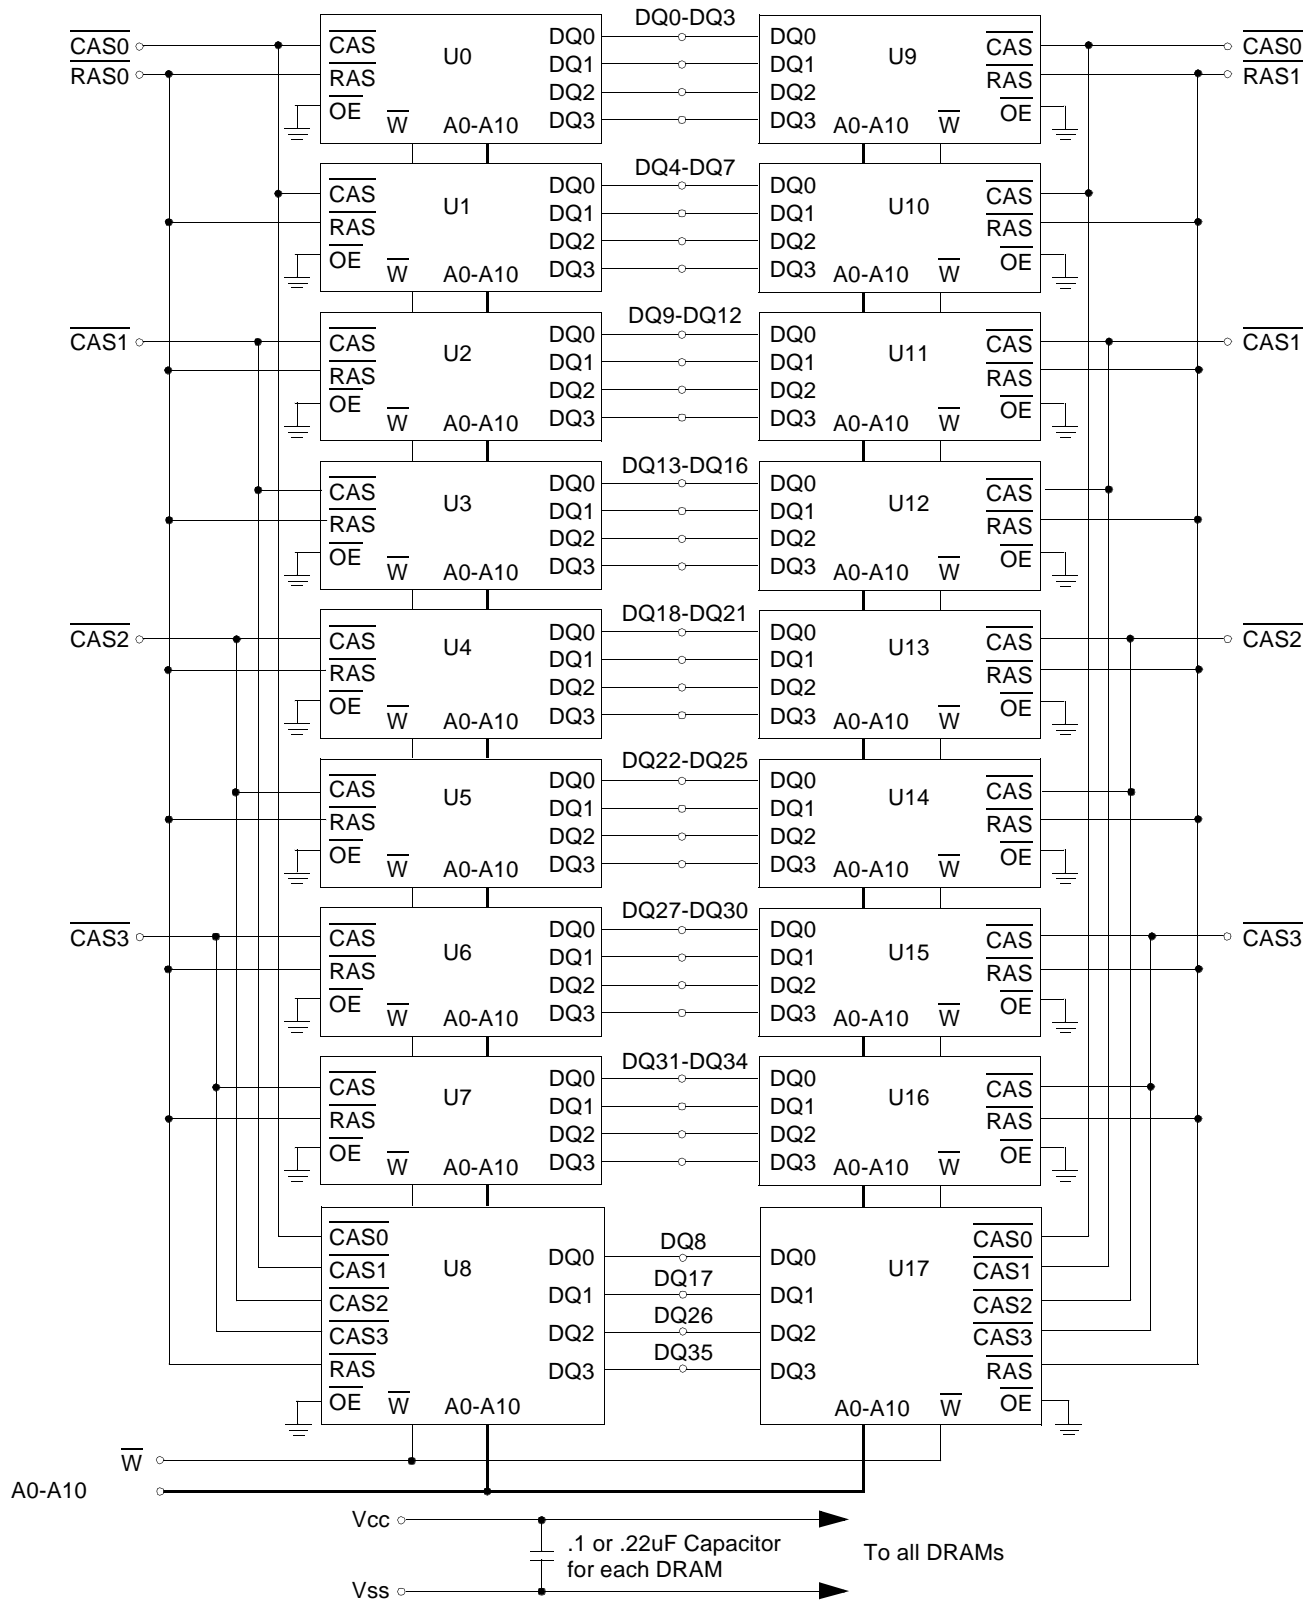 DQ0-DQ3
CAS0 CAS U0 DQ0 DQ0 U9 CAS CAS0
RAS0 RAS DQ1 DQ1 RAS RAS1
OE DQ2 DQ2 OE
W A0-A10 DQ3 DQ3 A0-A10 W
DQ4-DQ7
CAS U1 DQ0 DQ0 U10 CAS
RAS DQ1 DQ1 RAS
OE DQ2 DQ2 OE
W A0-A10 DQ3 DQ3 A0-A10 W
DQ9-DQ12
CAS1 CAS U2 DQ0 DQ0 U11 CAS CAS1
RAS DQ1 DQ1 RAS
OE DQ2 DQ2 OE
W A0-A10 DQ3 DQ3 A0-A10 W
DQ13-DQ16
CAS U3 DQ0 DQ0 U12 CAS
RAS DQ1 DQ1 RAS
OE DQ2 DQ2 OE
W A0-A10 DQ3 DQ3 A0-A10 W
DQ18-DQ21
CAS2 CAS U4 DQ0 DQ0 U13 CAS CAS2
RAS DQ1 DQ1 RAS
OE DQ2 DQ2 OE
W A0-A10 DQ3 DQ3 A0-A10 W
DQ22-DQ25
CAS U5 DQ0 DQ0 U14 CAS
RAS DQ1 DQ1 RAS
OE DQ2 DQ2 OE
W A0-A10 DQ3 DQ3 A0-A10 W
DQ27-DQ30
CAS3 CAS U6 DQ0 DQ0 U15 CAS CAS3
RAS DQ1 DQ1 RAS
OE DQ2 DQ2 OE
W A0-A10 DQ3 DQ3 A0-A10 W
DQ31-DQ34
CAS U7 DQ0 DQ0 U16 CAS
RAS DQ1 DQ1 RAS
OE DQ2 DQ2 OE
W A0-A10 DQ3 DQ3 A0-A10 W
CAS0 DQ8 CAS0
CAS1 U8 DQ0 DQ0 U17 CAS1
DQ17
CAS2 DQ1 DQ1 CAS2
DQ26
CAS3 DQ2 DQ2 CAS3
DQ35
RAS DQ3 DQ3 RAS
OE W A0-A10 A0-A10 W OE
W
A0-A10
Vcc
.1 or .22uF Capacitor
for each DRAM
To all DRAMs
Vss